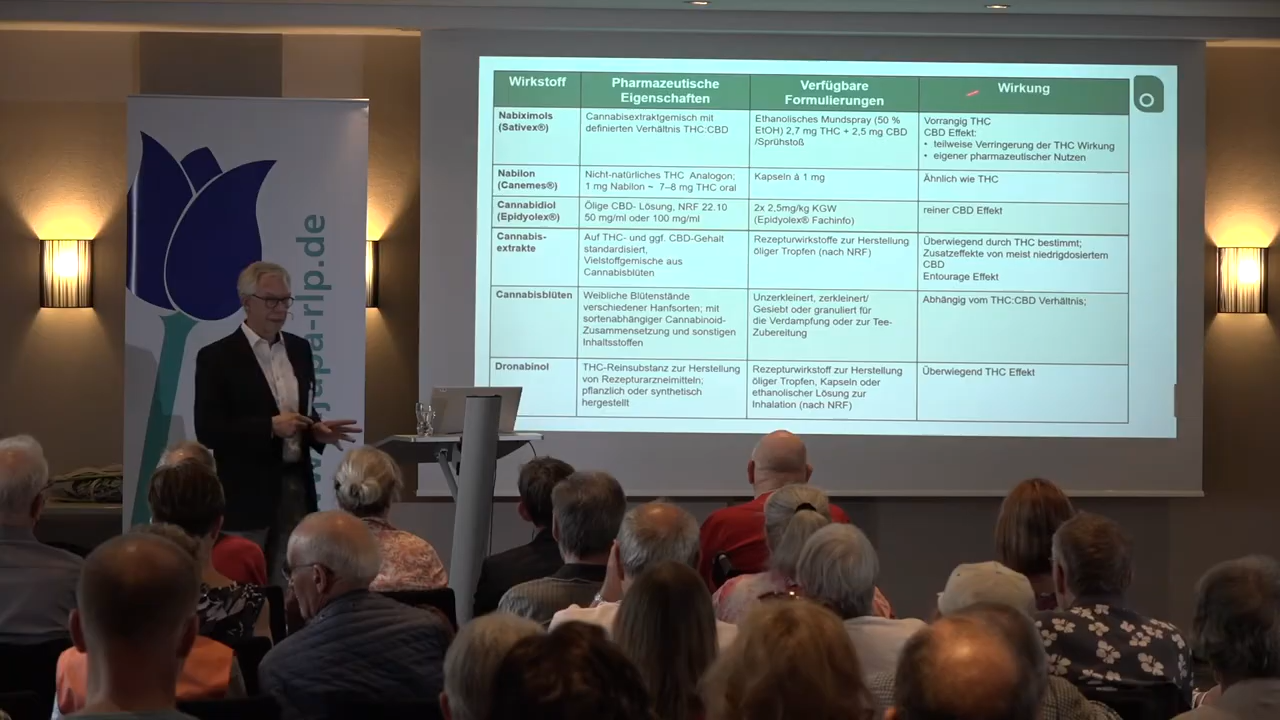 Wirkstoff
Pharmazeutische
Eigenschaften
Verfügbare
Formulierungen
Wirkung
Nabiximols
(Sativex®)
Cannabisextraktgemisch mit
definierten Verhältnis THC:CBD
Ethanolisches Mundspray (50 %
EtOH) 2,7 mg THC + 2,5 mg CBD
/Sprühstoß
Vorrangig THC
CBD Effekt:
• teilweise Verringerung der THC Wirkung
• eigener pharmazeutischer Nutzen
Nabilon
(Canemes®)
Nicht-natürliches THC Analogon;
1 mg Nabilon ~ 7–8 mg THC oral
Kapseln á 1 mg
Ähnlich wie THC
Cannabidiol
(Epidyolex®)
Ölige CBD- Lösung, NRF 22.10
50 mg/ml oder 100 mg/ml
2x 2,5mg/kg KGW
(Epidyolex® Fachinfo)
reiner CBD Effekt
Cannabis-
extrakte
Auf THC- und ggf. CBD-Gehalt
standardisiert,
Vielstoffgemische aus
Cannabisblüten
Rezepturwirkstoffe zur Herstellung
öliger Tropfen (nach NRF)
Überwiegend durch THC bestimmt;
Zusatzeffekte von meist niedrigdosiertem
CBD
Entourage Effekt
Cannabisblüten
Weibliche Blütenstände
verschiedener Hanfsorten; mit
sortenabhängiger Cannabinoid-
Zusammensetzung und sonstigen
Inhaltsstoffen
Unzerkleinert, zerkleinert/
Gesiebt oder granuliert für
die Verdampfung oder zur Tee-
Zubereitung
Abhängig vom THC:CBD Verhältnis;
Dronabinol
THC-Reinsubstanz zur Herstellung
von Rezepturarzneimitteln;
pflanzlich oder synthetisch
hergestellt
Rezepturwirkstoff zur Herstellung
öliger Tropfen, Kapseln oder
ethanolischer Lösung zur
Inhalation (nach NRF)
Überwiegend THC Effekt
-rlp.de